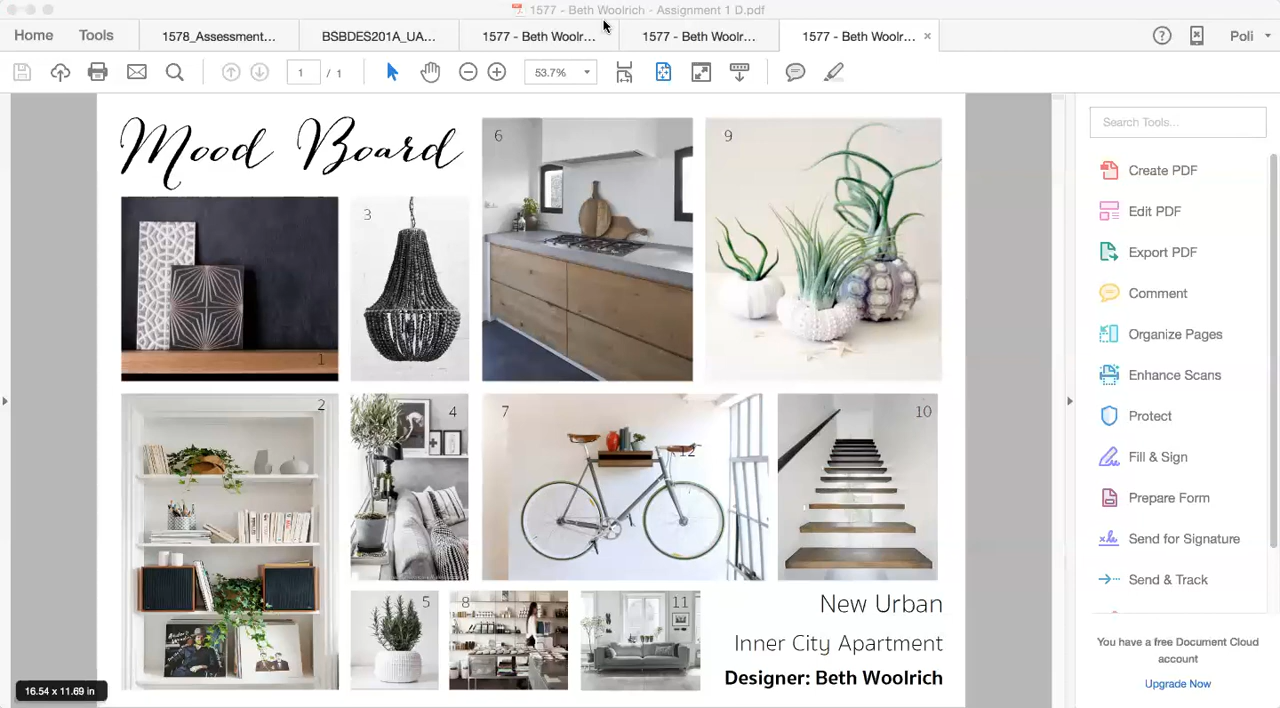 1577 - Beth Woolrich - Assignment 1 D.pdf
Home
Tools
1578_Assessment...
BSBDES201A_UA...
1577 - Beth Woolr...
1577 - Beth Woolr...
1577 - Beth Woolr...
×
?
Poli
1 / 1
53.7%
Mood Board
1
2
3
4
5
6
7
8
9
10
11
12
New Urban
Inner City Apartment
Designer: Beth Woolrich
16.54 x 11.69 in
Search Tools...
Create PDF
Edit PDF
Export PDF
Comment
Organize Pages
Enhance Scans
Protect
Fill & Sign
Prepare Form
Send for Signature
Send & Track
You have a free Document Cloud
account
Upgrade Now